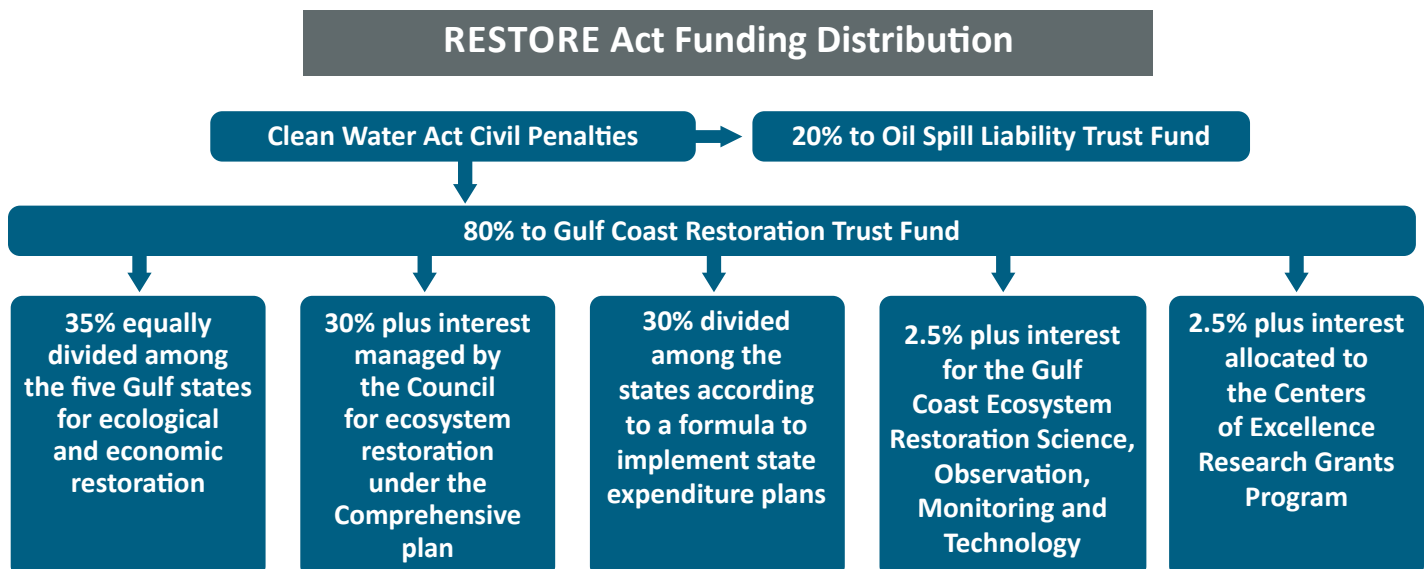 RESTORE Act Funding Distribution
Clean Water Act Civil Penalties
20% to Oil Spill Liability Trust Fund
80% to Gulf Coast Restoration Trust Fund
35% equally
divided among
the five Gulf states
for ecological
and economic
restoration
30% plus interest
managed by
the Council
for ecosystem
restoration
under the
Comprehensive
plan
30% divided
among the
states according
to a formula to
implement state
expenditure plans
2.5% plus interest
for the Gulf
Coast Ecosystem
Restoration Science,
Observation,
Monitoring and
Technology
2.5% plus interest
allocated to
the Centers
of Excellence
Research Grants
Program